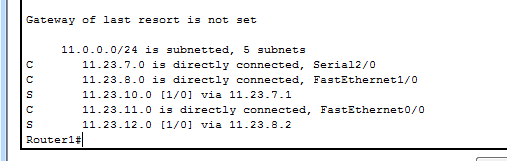 Gateway of last resort is not set
11.0.0.0/24 is subnetted, 5 subnets
C 11.23.7.0 is directly connected, Serial2/0
C 11.23.8.0 is directly connected, FastEthernet1/0
S 11.23.10.0 [1/0] via 11.23.7.1
C 11.23.11.0 is directly connected, FastEthernet0/0
S 11.23.12.0 [1/0] via 11.23.8.2
Router1#